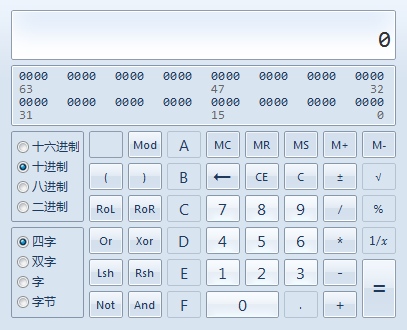 0
0000 0000 0000 0000 0000 0000 0000 0000
63 47 32
0000 0000 0000 0000 0000 0000 0000 0000
31 15 0
十六进制 Mod A MC MR MS M+ M-
十进制
八进制 ( ) B ← CE C ± √
二进制 RoL RoR C 7 8 9 / %
四字 Or Xor D 4 5 6 * 1/x
双字
字 Lsh Rsh E 1 2 3 - =
字节 Not And F 0 . +